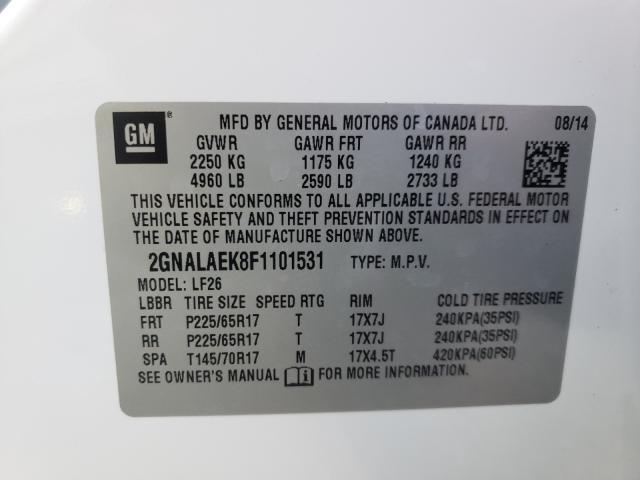 GM ® MFD BY GENERAL MOTORS OF CANADA LTD. 08/14
GVWR GAWR FRT GAWR RR
2250 KG 1175 KG 1240 KG
4960 LB 2590 LB 2733 LB
THIS VEHICLE CONFORMS TO ALL APPLICABLE U.S. FEDERAL MOTOR
VEHICLE SAFETY AND THEFT PREVENTION STANDARDS IN EFFECT ON
THE DATE OF MANUFACTURE SHOWN ABOVE.
2GNALAEK8F1101531 TYPE: M.P.V.
MODEL: LF26
LBBR TIRE SIZE SPEED RTG RIM COLD TIRE PRESSURE
FRT P225/65R17 T 17X7J 240KPA(35PSI)
RR P225/65R17 T 17X7J 240KPA(35PSI)
SPA T145/70R17 M 17X4.5T 420KPA(60PSI)
SEE OWNER'S MANUAL FOR MORE INFORMATION.